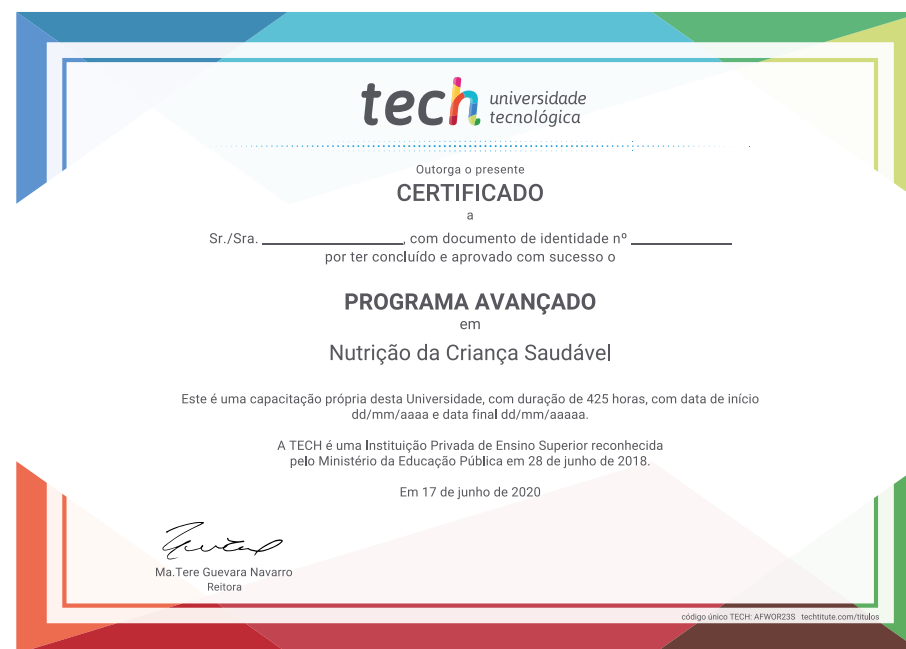 tech universidade
tecnológica
Outorga o presente
CERTIFICADO
a
Sr./Sra. ________________, com documento de identidade nº ____________
por ter concluído e aprovado com sucesso o
PROGRAMA AVANÇADO
em
Nutrição da Criança Saudável
Este é uma capacitação própria desta Universidade, com duração de 425 horas, com data de início
dd/mm/aaaa e data final dd/mm/aaaaa.
A TECH é uma Instituição Privada de Ensino Superior reconhecida
pelo Ministério da Educação Pública em 28 de junho de 2018.
Em 17 de junho de 2020
Ma.Tere Guevara Navarro
Reitora
código único TECH: AFWOR23S techtitute.com/titulos